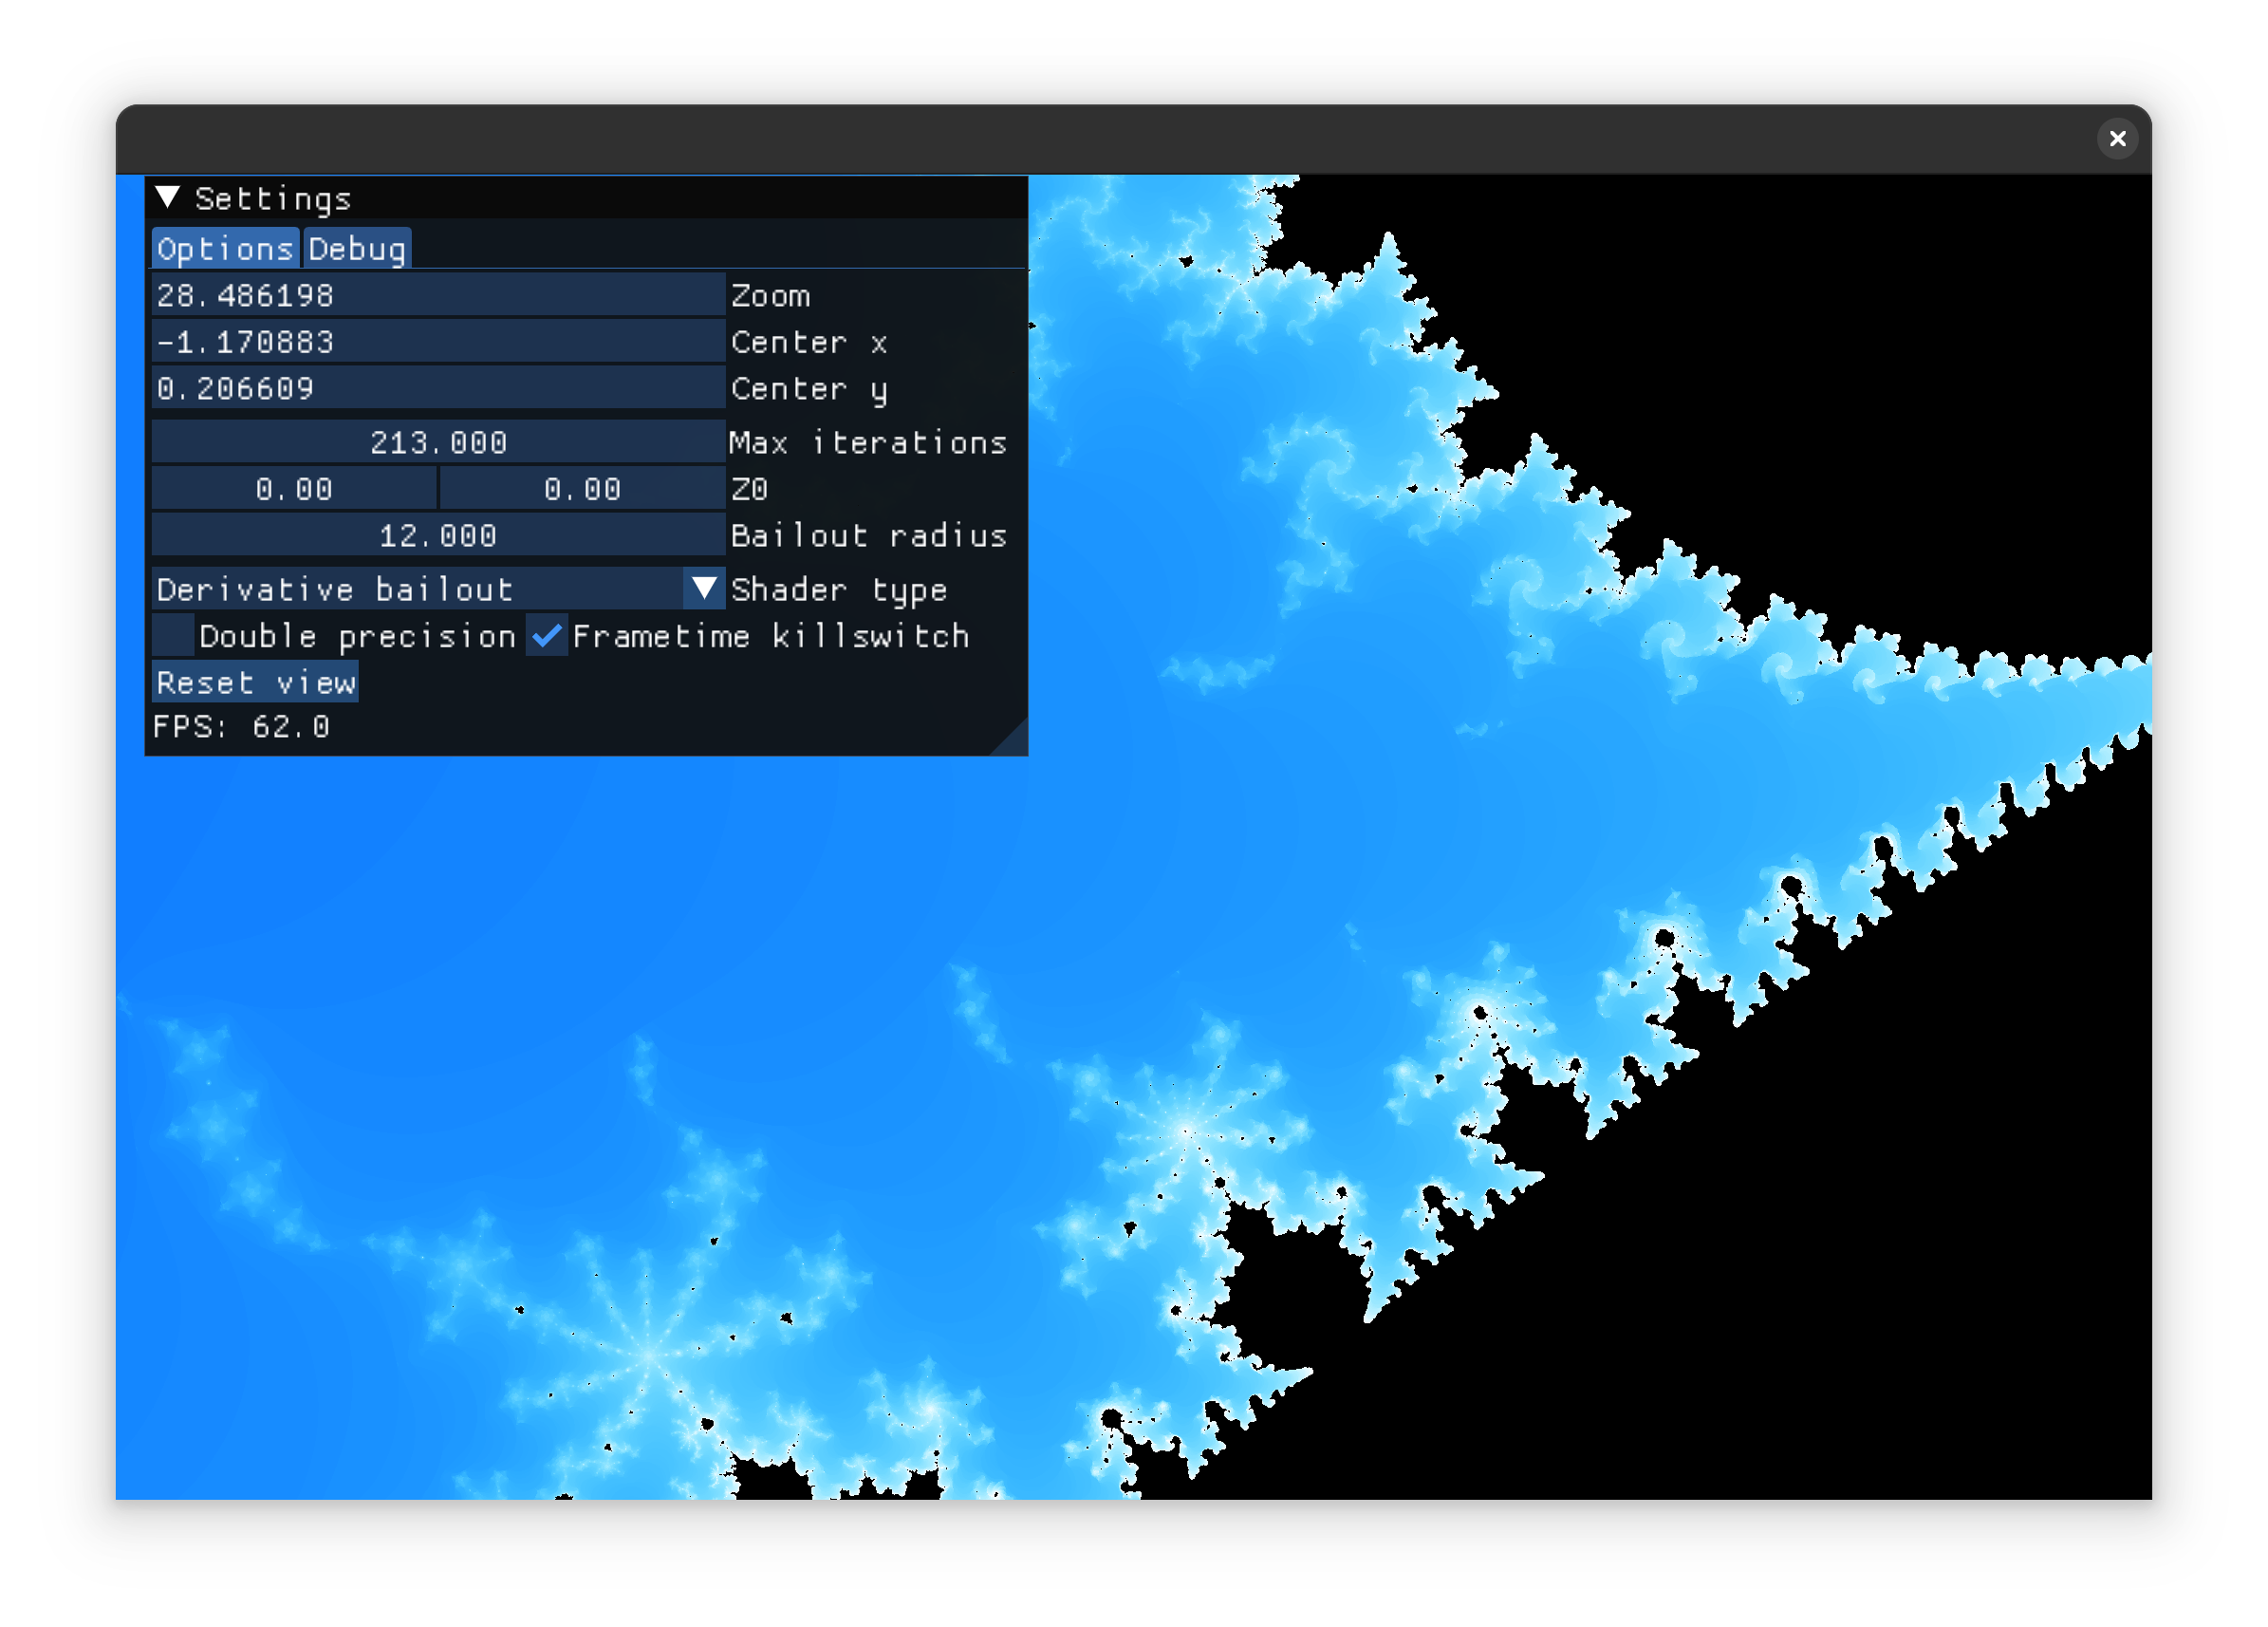 Settings
Options Debug
28.486198 Zoom
-1.170883 Center x
0.206609 Center y
213.000 Max iterations
0.00 0.00 Z0
12.000 Bailout radius
Derivative bailout Shader type
Double precision Frametime killswitch
Reset view
FPS: 62.0